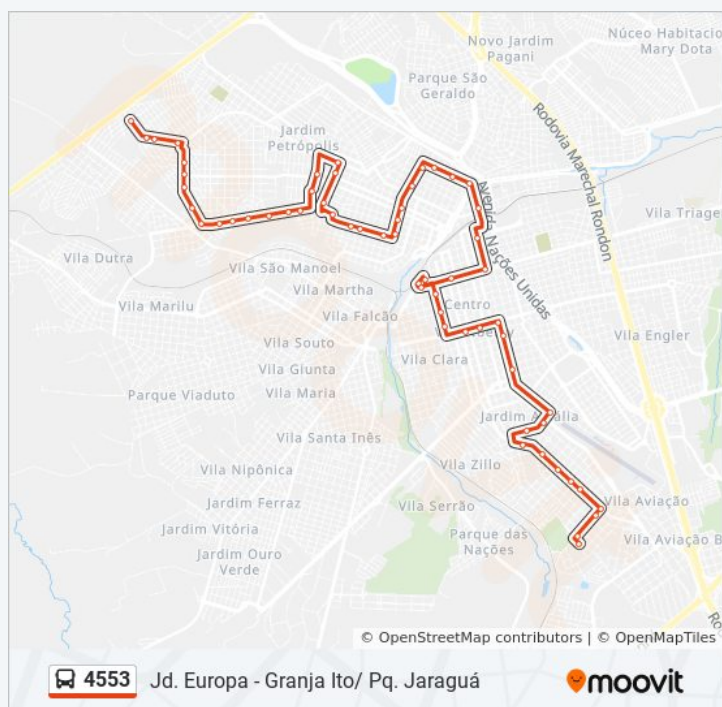 Núcleo Habitacio
Mary Dota
Novo Jardim
Pagani
Parque São
Geraldo
Jardim
Petrópolis
Rodovia Marechal Rondon
Avenida Nações Unidas
Vila Triage
Vila Dutra
Vila São Manoel
Vila Martha
Vila Marilu
Centro
Vila Falcão
Vila Engler
Vila Souto
Vila Clara
Vila Giunta
Parque Viaduto
Vila Maria
Jardim A
Vila Santa Inês
Vila Zillo
Vila Nipônica
Jardim Ferraz
Vila Serrão
Vila Aviação
Jardim Vitória
Parque das
Nações
Vila Aviação B
Jardim Ouro
Verde
Ro
© OpenStreetMap contributors | © OpenMapTiles
4553 Jd. Europa - Granja Ito/ Pq. Jaraguá
moovit